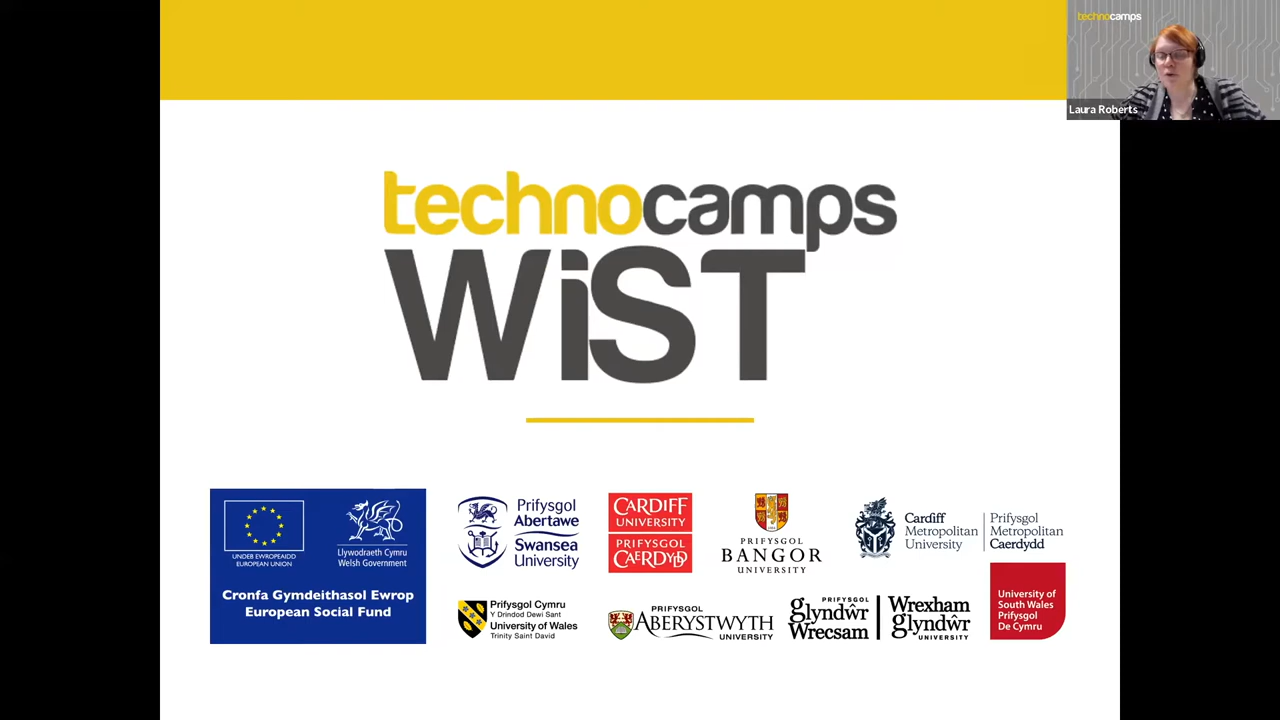 technocamps
Laura Roberts
technocamps
WiST
UNDEB EWROPEAIDD
EUROPEAN UNION
Llywodraeth Cymru
Welsh Government
Cronfa Gymdeithasol Ewrop
European Social Fund
Prifysgol
Abertawe
Swansea
University
CARDIFF
UNIVERSITY
PRIFYSGOL
CAERDYDD
PRIFYSGOL
BANGOR
UNIVERSITY
Cardiff
Metropolitan
University
Prifysgol
Metropolitan
Caerdydd
Prifysgol Cymru
Y Drindod Dewi Sant
University of Wales
Trinity Saint David
PRIFYSGOL
ABERYSTWYTH
UNIVERSITY
PRIFYSGOL
glyndŵr
Wrecsam
Wrexham
glyndŵr
UNIVERSITY
University of
South Wales
Prifysgol
De Cymru